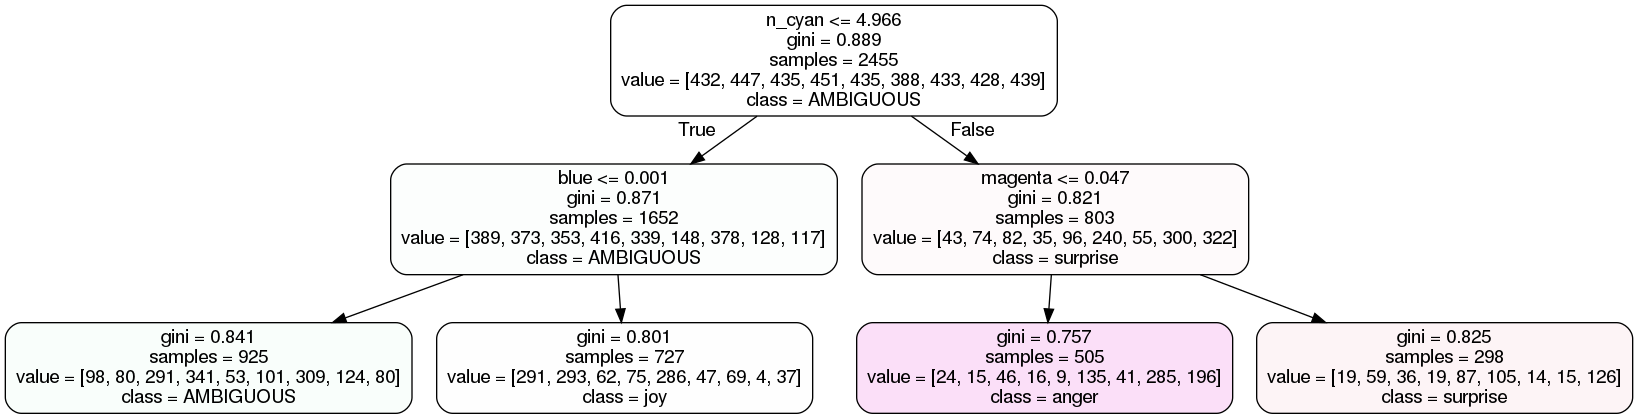 n_cyan <= 4.966
gini = 0.889
samples = 2455
value = [432, 447, 435, 451, 435, 388, 433, 428, 439]
class = AMBIGUOUS
True
False
blue <= 0.001
gini = 0.871
samples = 1652
value = [389, 373, 353, 416, 339, 148, 378, 128, 117]
class = AMBIGUOUS
magenta <= 0.047
gini = 0.821
samples = 803
value = [43, 74, 82, 35, 96, 240, 55, 300, 322]
class = surprise
gini = 0.841
samples = 925
value = [98, 80, 291, 341, 53, 101, 309, 124, 80]
class = AMBIGUOUS
gini = 0.801
samples = 727
value = [291, 293, 62, 75, 286, 47, 69, 4, 37]
class = joy
gini = 0.757
samples = 505
value = [24, 15, 46, 16, 9, 135, 41, 285, 196]
class = anger
gini = 0.825
samples = 298
value = [19, 59, 36, 19, 87, 105, 14, 15, 126]
class = surprise